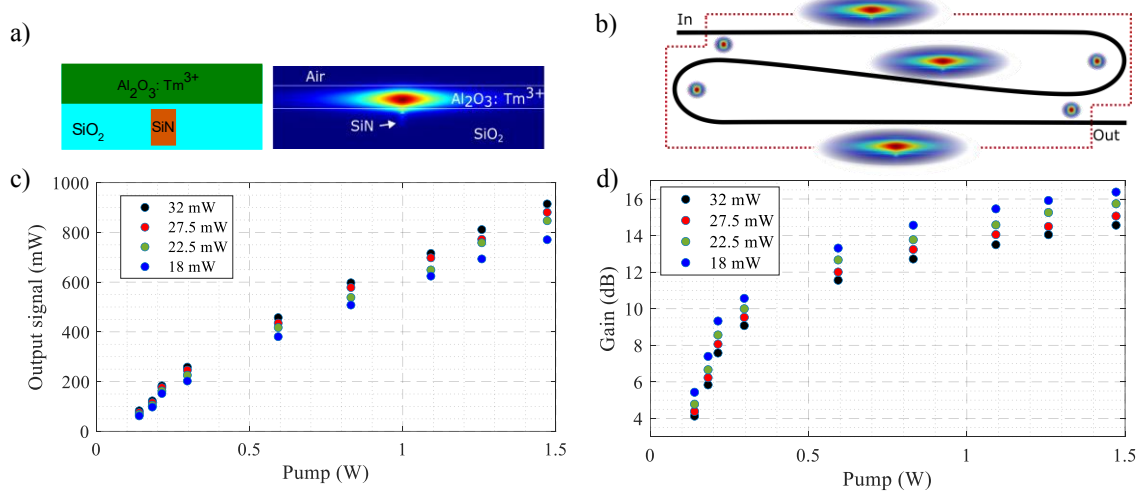 a)
Al2O3: Tm3+
SiO2
SiN
Air
Al2O3: Tm3+
SiN
SiO2
b)
In
Out
c)
1000
800
600
400
200
0
Output signal (mW)
32 mW
27.5 mW
22.5 mW
18 mW
0 0.5 1 1.5
Pump (W)
d)
16
14
12
10
8
6
4
Gain (dB)
32 mW
27.5 mW
22.5 mW
18 mW
0 0.5 1 1.5
Pump (W)